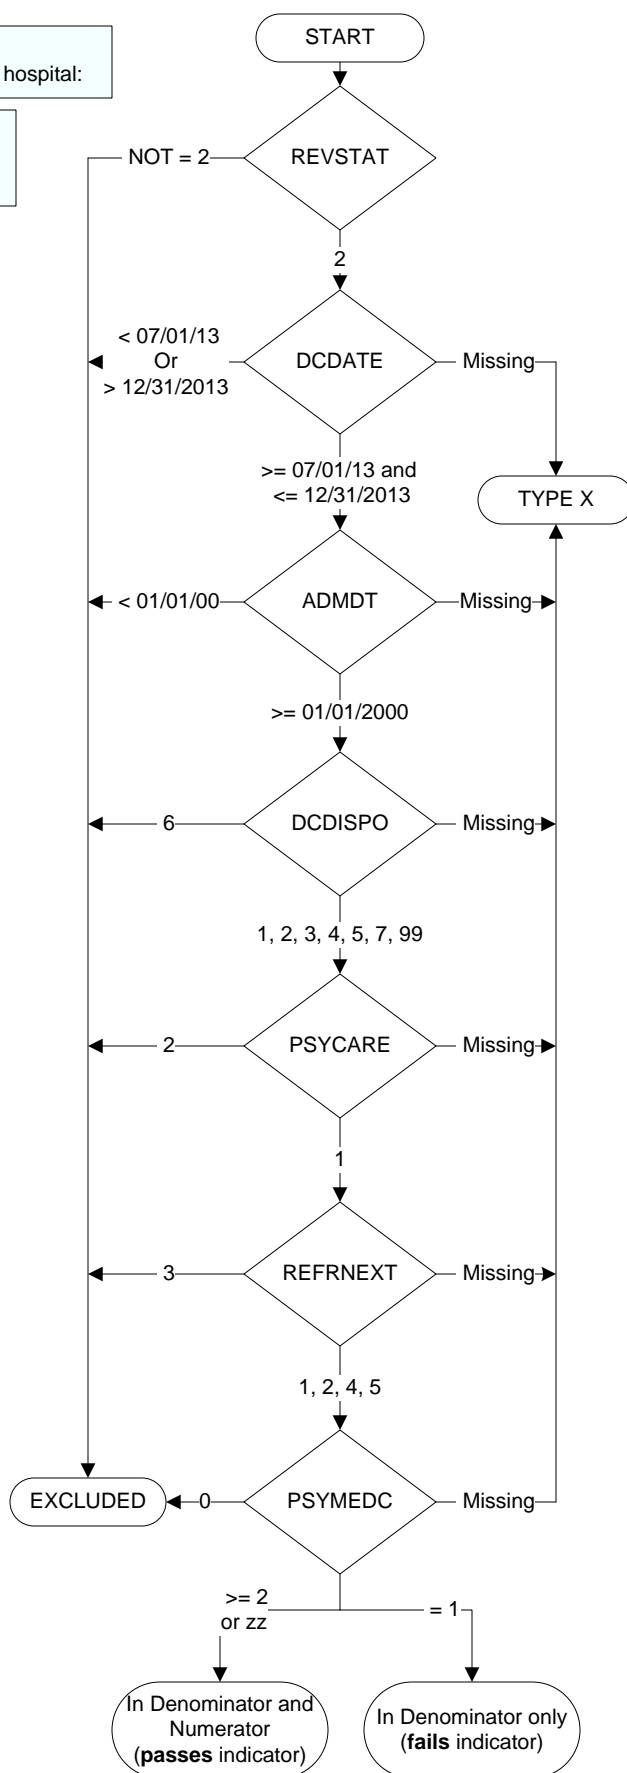 START
hospital:
NOT = 2
REVSTAT
2
< 07/01/13
Or
> 12/31/2013
DCDATE
Missing
>= 07/01/13 and
<= 12/31/2013
TYPE X
< 01/01/00
ADMDT
Missing
>= 01/01/2000
6
DCDISPO
Missing
1, 2, 3, 4, 5, 7, 99
2
PSYCARE
Missing
1
3
REFRNEXT
Missing
1, 2, 4, 5
EXCLUDED
0
PSYMEDC
Missing
>= 2
or zz
= 1
In Denominator and
Numerator
(passes indicator)
In Denominator only
(fails indicator)